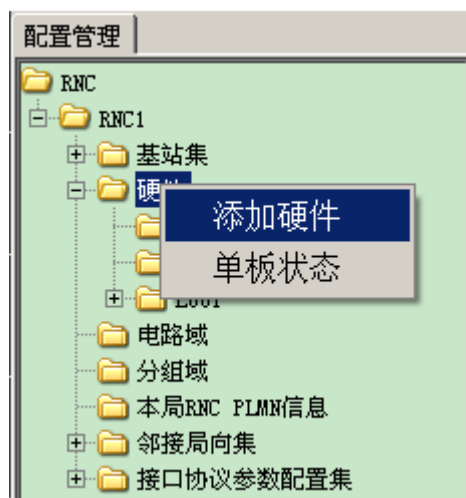 配置管理
RNC
RNC1
基站集
硬件
添加硬件
单板状态
电路域
分组域
本局RNC PLMN信息
邻接局向集
接口协议参数配置集